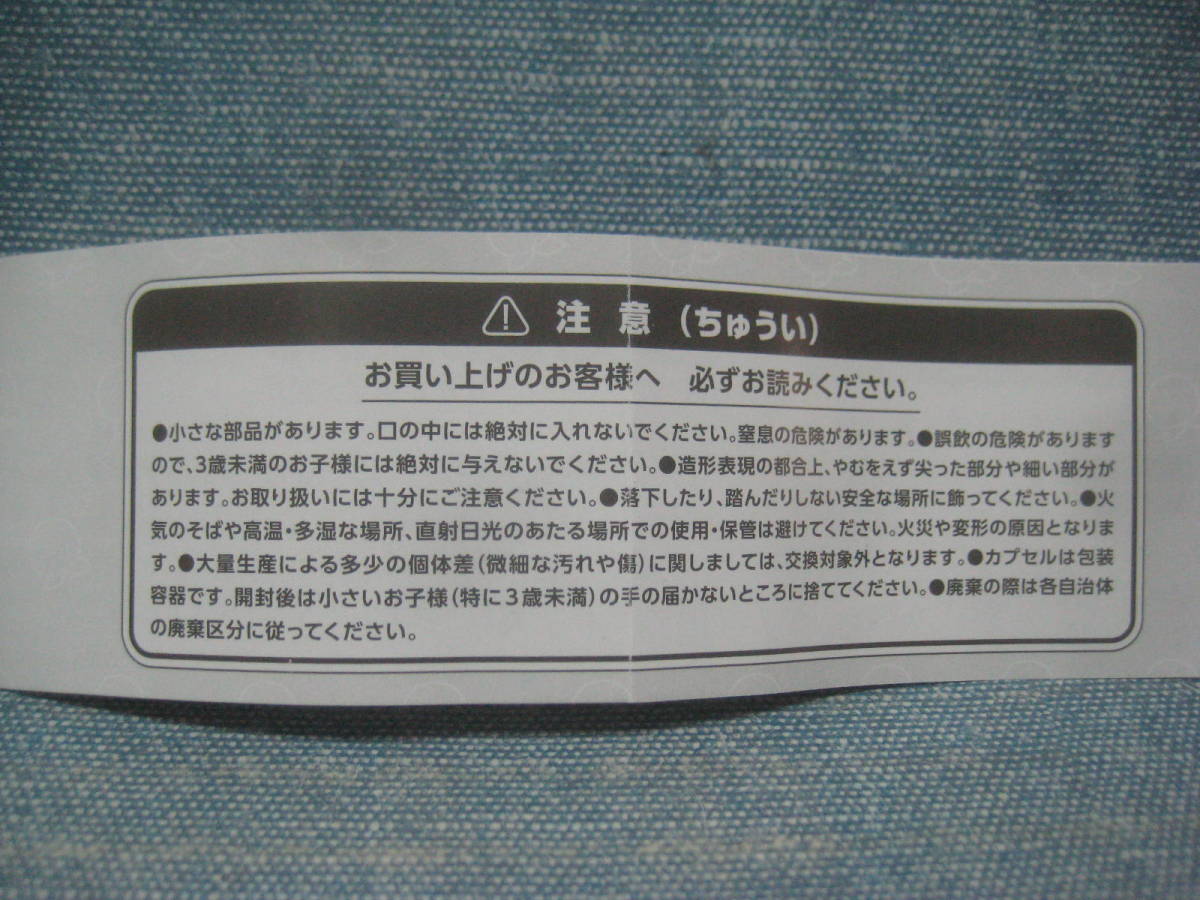 注意(ちゅうい)
お買い上げのお客様へ 必ずお読みください。
●小さな部品があります。口の中には絶対に入れないでください。窒息の危険があります。●誤飲の危険があります
ので、3歳未満のお子様には絶対に与えないでください。●造形表現の都合上、やむをえず尖った部分や細い部分が
あります。お取り扱いには十分にご注意ください。●落下したり、踏んだりしない安全な場所に飾ってください。●火
気のそばや高温・多湿な場所、直射日光のあたる場所での使用・保管は避けてください。火災や変形の原因となりま
す。●大量生産による多少の個体差(微細な汚れや傷)に関しましては、交換対象外となります。●カプセルは包装
容器です。開封後は小さいお子様(特に3歳未満)の手の届かないところに捨ててください。●廃棄の際は各自治体
の廃棄区分に従ってください。